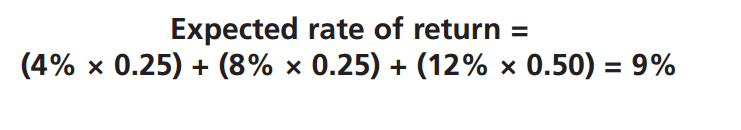 Expected rate of return =
(4% × 0.25) + (8% × 0.25) + (12% × 0.50) = 9%